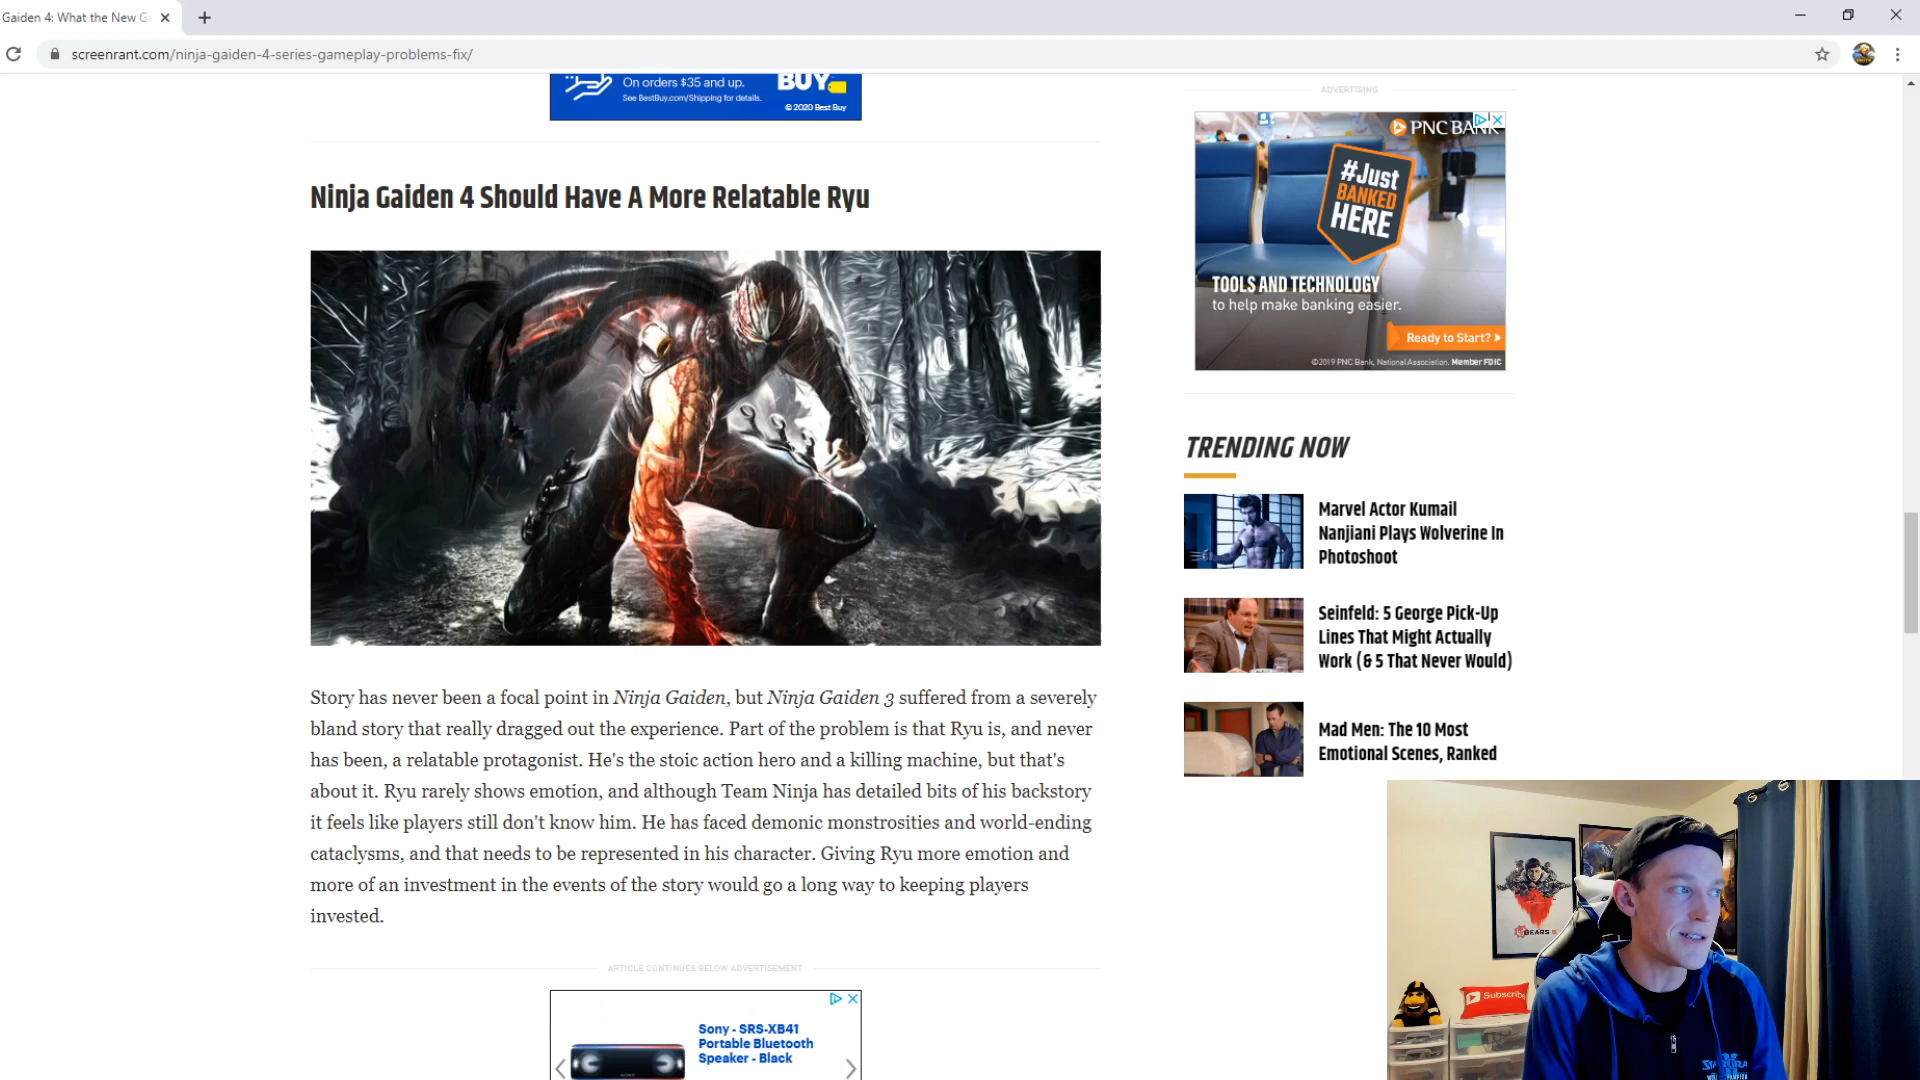 Gaiden 4: What the New G
screenrant.com/ninja-gaiden-4-series-gameplay-problems-fix/
On orders $35 and up.
See BestBuy.com/Shipping for details.
BUY
© 2020 Best Buy
Ninja Gaiden 4 Should Have A More Relatable Ryu
Story has never been a focal point in Ninja Gaiden, but Ninja Gaiden 3 suffered from a severely
bland story that really dragged out the experience. Part of the problem is that Ryu is, and never
has been, a relatable protagonist. He's the stoic action hero and a killing machine, but that's
about it. Ryu rarely shows emotion, and although Team Ninja has detailed bits of his backstory
it feels like players still don't know him. He has faced demonic monstrosities and world-ending
cataclysms, and that needs to be represented in his character. Giving Ryu more emotion and
more of an investment in the events of the story would go a long way to keeping players
invested.
ARTICLE CONTINUES BELOW ADVERTISEMENT
Sony - SRS-XB41
Portable Bluetooth
Speaker - Black
ADVERTISING
PNC BANK
#Just
BANKED
HERE
TOOLS AND TECHNOLOGY
to help make banking easier.
Ready to Start?
©2019 PNC Bank, National Association. Member FDIC
TRENDING NOW
Marvel Actor Kumail
Nanjiani Plays Wolverine In
Photoshoot
Seinfeld: 5 George Pick-Up
Lines That Might Actually
Work (& 5 That Never Would)
Mad Men: The 10 Most
Emotional Scenes, Ranked
GEARS 5
Subscribe